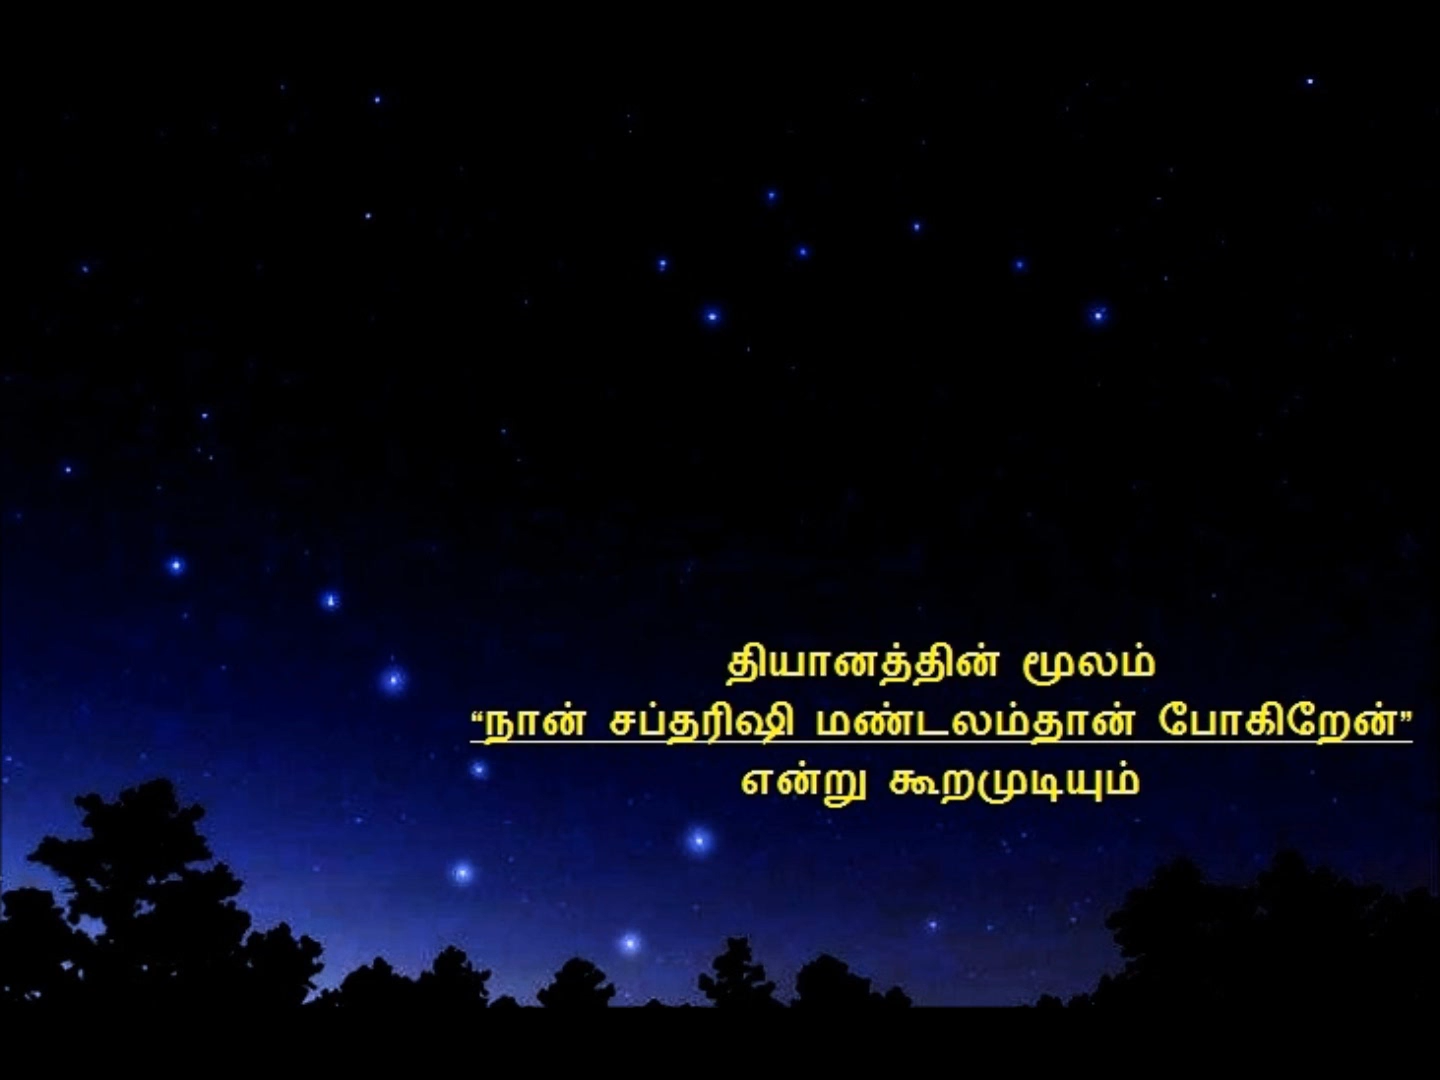 தியானத்தின் மூலம்
“நான் சப்தரிஷி மண்டலம்தான் போகிறேன்”
என்று கூறமுடியும்